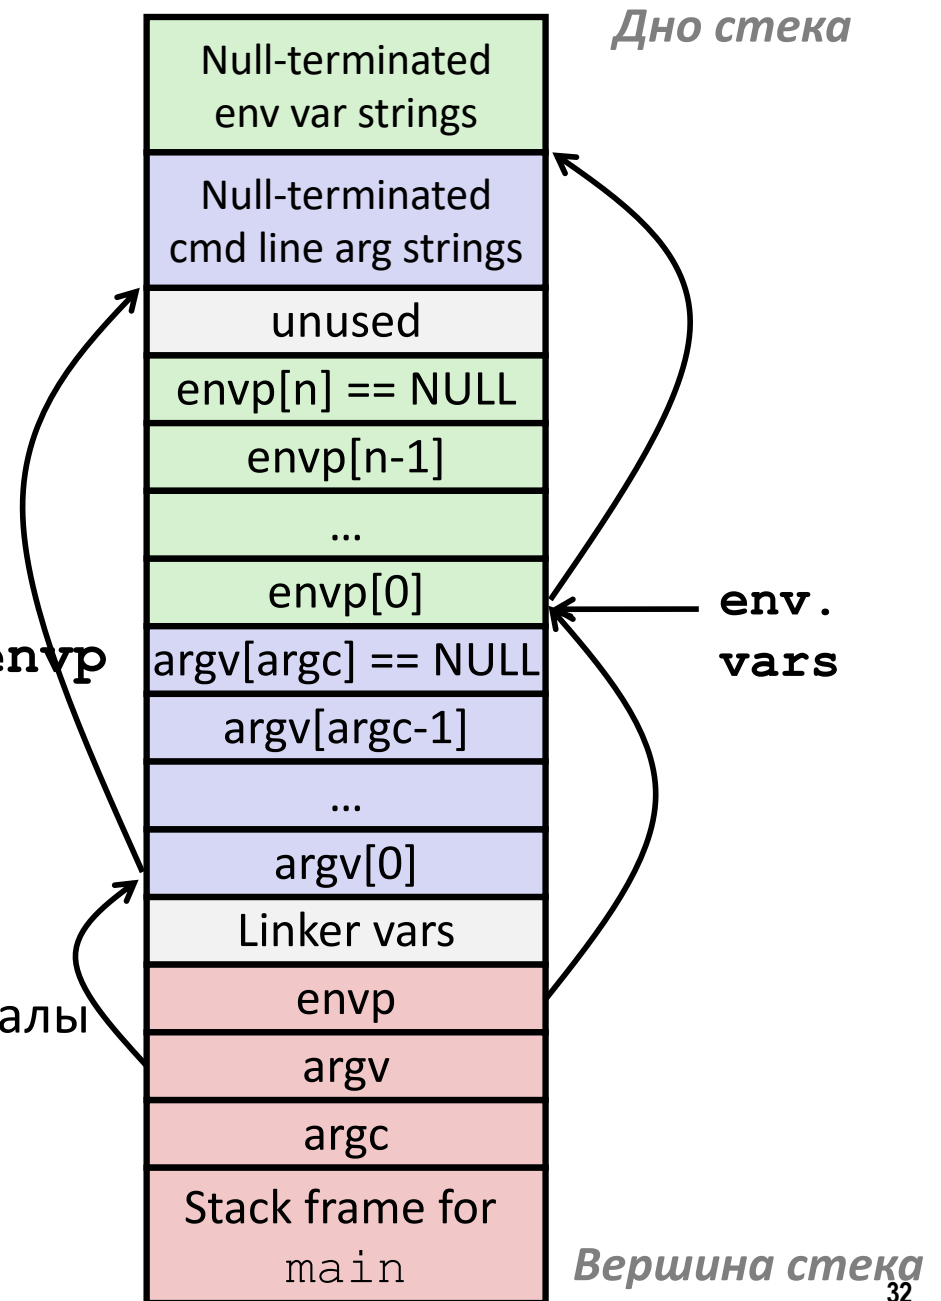 Дно стека
Null-terminated
env var strings
Null-terminated
cmd line arg strings
unused
envp[n] == NULL
envp[n-1]
...
envp[0]
env.
vars
envp
argv[argc] == NULL
argv[argc-1]
...
argv[0]
Linker vars
envp
алы
argv
argc
Stack frame for
main
Вершина стека
32